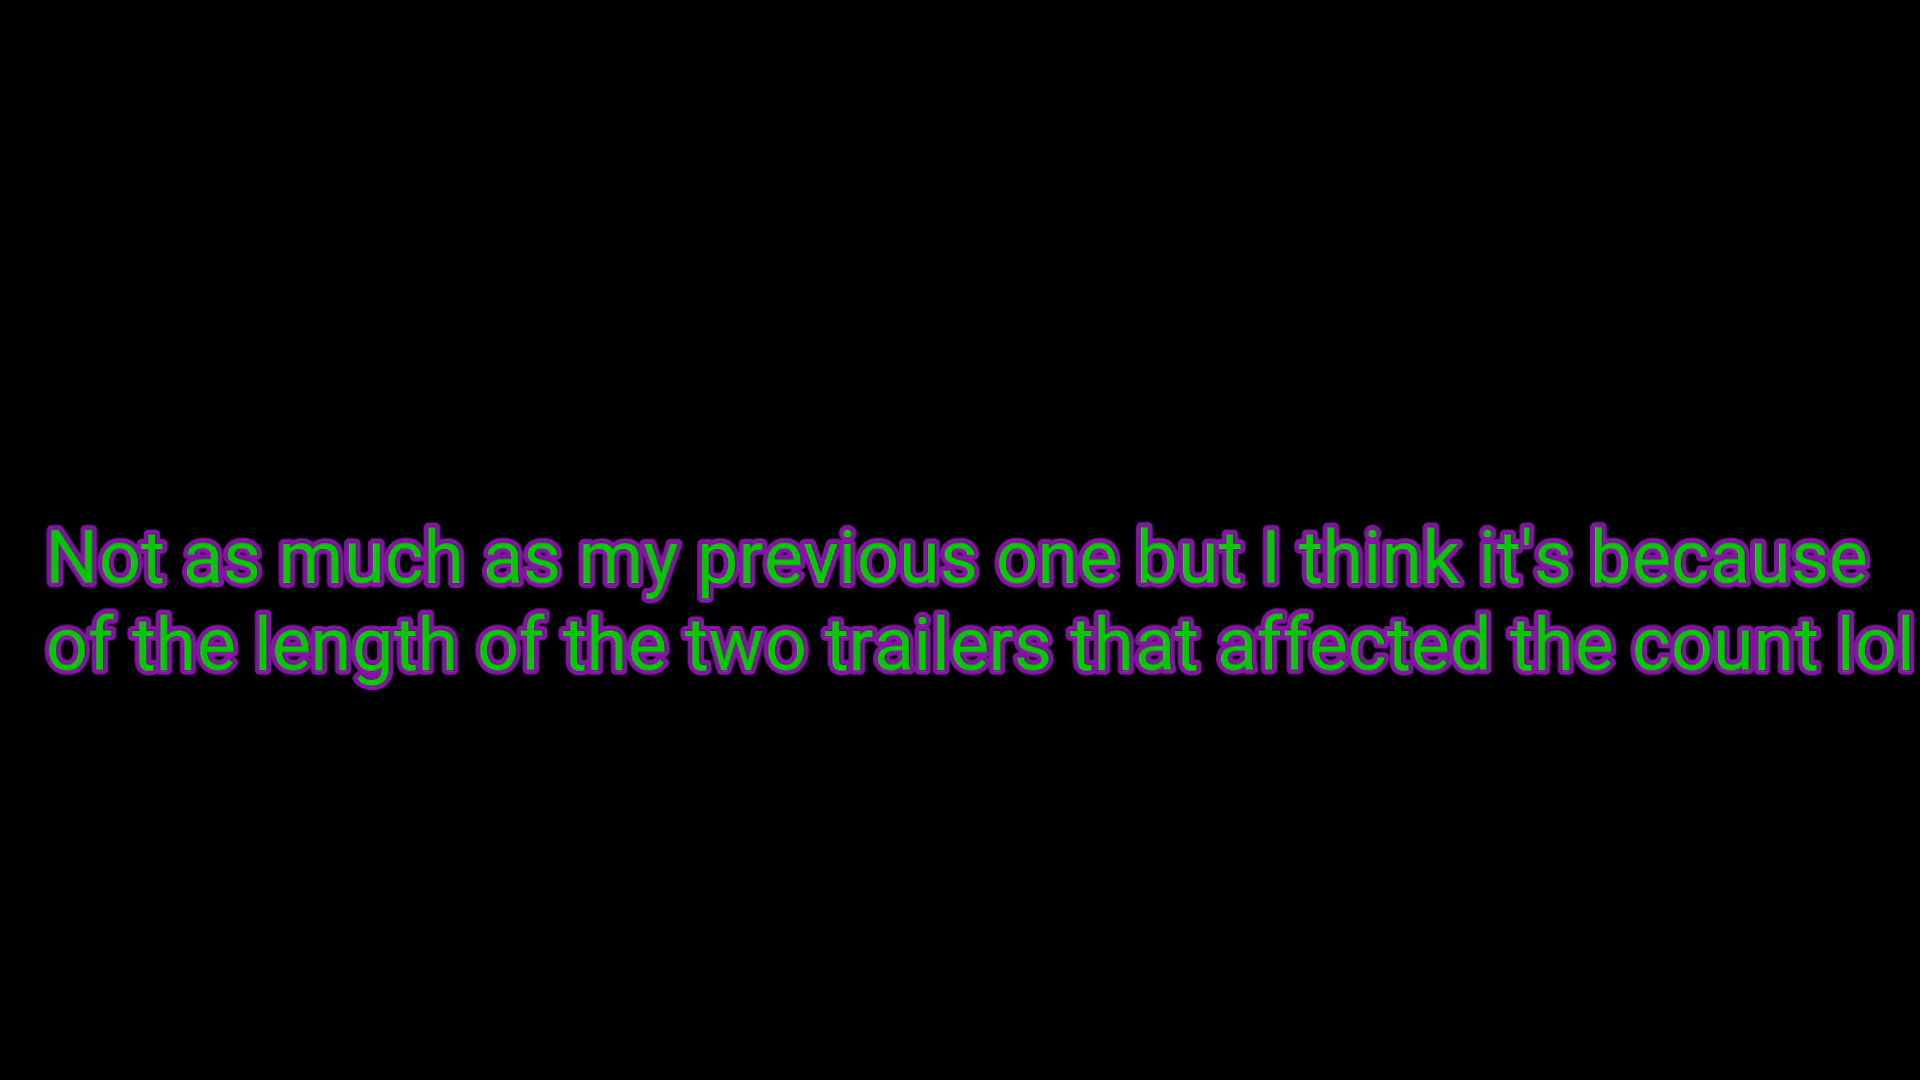 Not as much as my previous one but I think it's because
of the length of the two trailers that affected the count lol